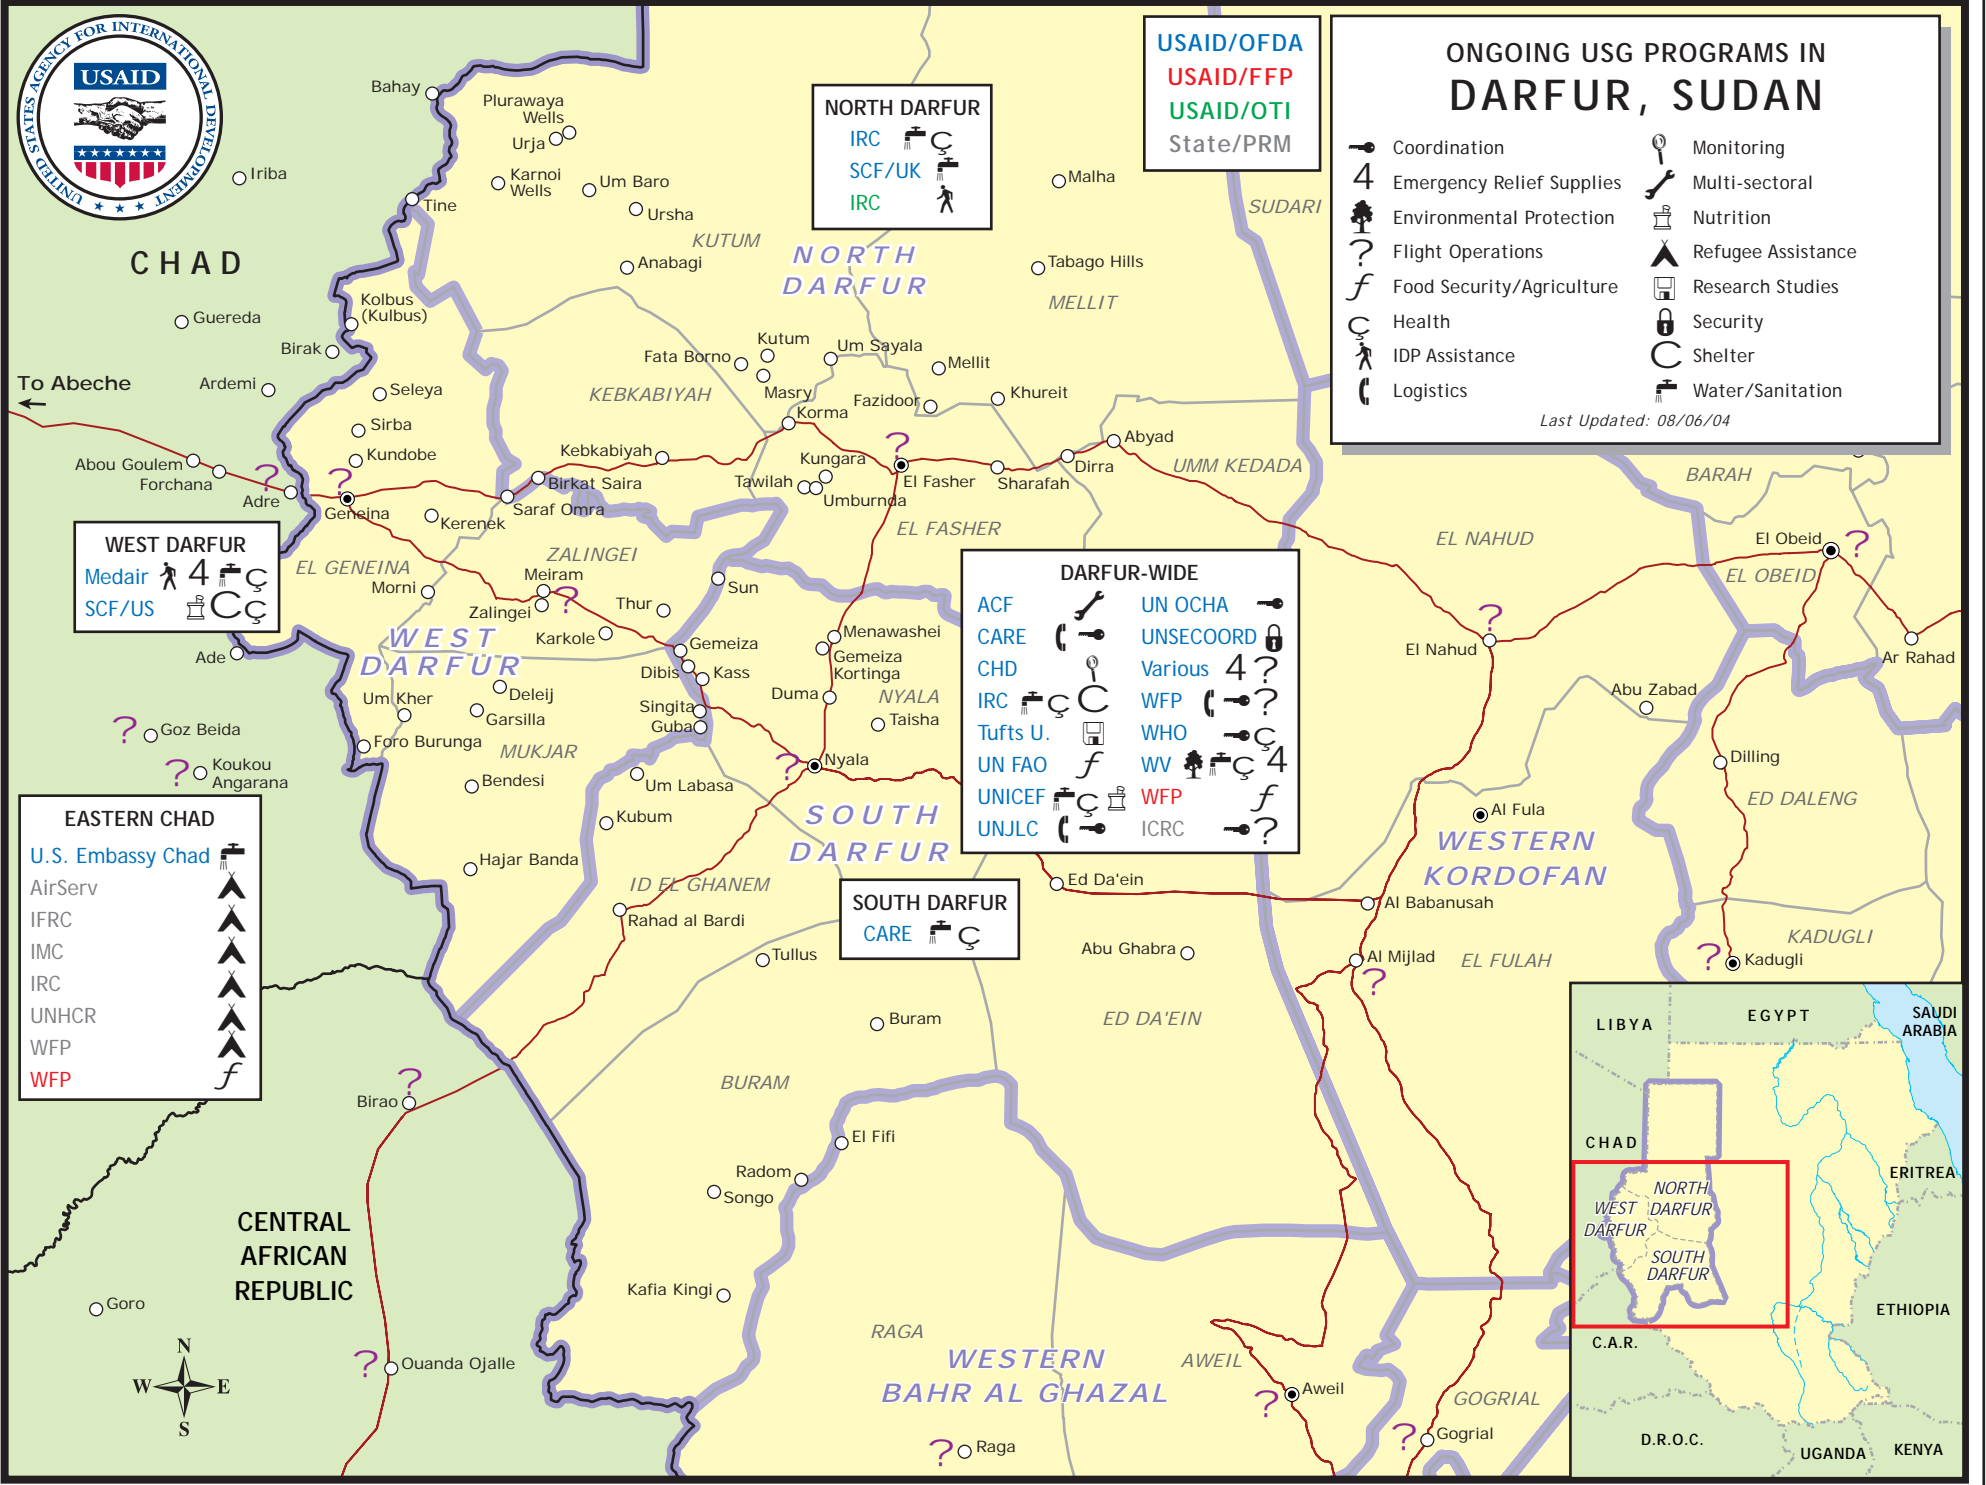 UNITED STATES AGENCY FOR INTERNATIONAL DEVELOPMENT
USAID
USAID/OFDA
USAID/FFP
USAID/OTI
State/PRM
ONGOING USG PROGRAMS IN
DARFUR, SUDAN
Coordination
4 Emergency Relief Supplies
Environmental Protection
? Flight Operations
ƒ Food Security/Agriculture
Ç Health
IDP Assistance
Logistics
Monitoring
Multi-sectoral
Nutrition
Refugee Assistance
Research Studies
Security
C Shelter
Water/Sanitation
Last Updated: 08/06/04
NORTH DARFUR
IRC ç
SCF/UK
IRC
WEST DARFUR
Medair 4 ç
SCF/US C ç
EASTERN CHAD
U.S. Embassy Chad
AirServ
IFRC
IMC
IRC
UNHCR
WFP
WFP ƒ
DARFUR-WIDE
ACF
CARE
CHD
IRC ç C
Tufts U.
UN FAO ƒ
UNICEF ç
UNJLC
UN OCHA
UNSECOORD
Various 4 ?
WFP ?
WHO ç
WV ç 4
WFP ƒ
ICRC ?
SOUTH DARFUR
CARE ç
CHAD
Bahay
Iriba
Tine
Guereda
Birak
Ardemi
To Abeche
Abou Goulem
Forchana
?
Adre
Ade
? Goz Beida
? Koukou
Angarana
Plurawaya
Wells
Urja
Karnoi
Wells
Um Baro
Ursha
KUTUM
Anabagi
NORTH
DARFUR
Malha
Tabago Hills
MELLIT
SUDARI
Kolbus
(Kulbus)
Seleya
Sirba
Kundobe
?
Geneina
Kerenek
EL GENEINA
Morni
KEBKABIYAH
Kutum
Fata Borno
Masry
Um Sayala
Mellit
Fazidoor
Khureit
Korma
Kebkabiyah
Birkat Saira
Saraf Omra
Kungara
Tawilah
Umburnda
?
El Fasher
Sharafah
Dirra
Abyad
UMM KEDADA
EL FASHER
BARAH
EL NAHUD
El Obeid ?
EL OBEID
Ar Rahad
?
El Nahud
Abu Zabad
Dilling
ED DALENG
ZALINGEI
Meiram
?
Zalingei
Thur
Sun
Karkole
WEST
DARFUR
Gemeiza
Dibis
Kass
Singita
Guba
Menawashei
Gemeiza
Kortinga
Duma
NYALA
Taisha
? Nyala
Um Kher
Deleij
Garsilla
Foro Burunga
MUKJAR
Bendesi
Um Labasa
Kubum
Hajar Banda
SOUTH
DARFUR
ID EL GHANEM
Rahad al Bardi
Tullus
Ed Da'ein
Abu Ghabra
Buram
ED DA'EIN
BURAM
Al Fula
WESTERN
KORDOFAN
Al Babanusah
Al Mijlad
?
EL FULAH
KADUGLI
? Kadugli
?
Birao
CENTRAL
AFRICAN
REPUBLIC
Goro
? Ouanda Ojalle
N
W E
S
El Fifi
Radom
Songo
Kafia Kingi
RAGA
WESTERN
BAHR AL GHAZAL
? Raga
AWEIL
Aweil
?
GOGRIAL
? Gogrial
LIBYA
EGYPT
SAUDI
ARABIA
CHAD
ERITREA
NORTH
DARFUR
WEST
DARFUR
SOUTH
DARFUR
ETHIOPIA
C.A.R.
D.R.O.C.
UGANDA
KENYA